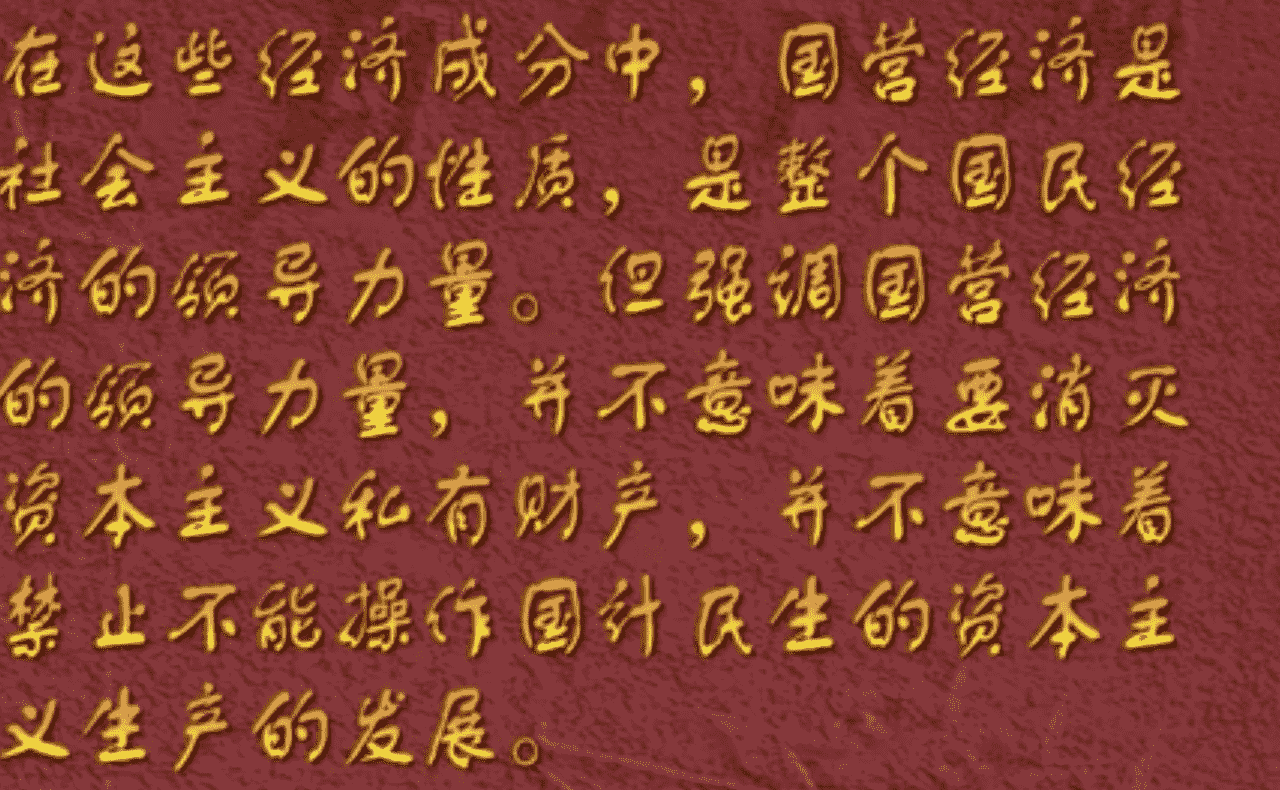 在这些经济成分中，国营经济是
社会主义的性质，是整个国民经
济的领导力量。但强调国营经济
的领导力量，并不意味着要消灭
资本主义私有财产，并不意味着
禁止不能操作国计民生的资本主
义生产的发展。